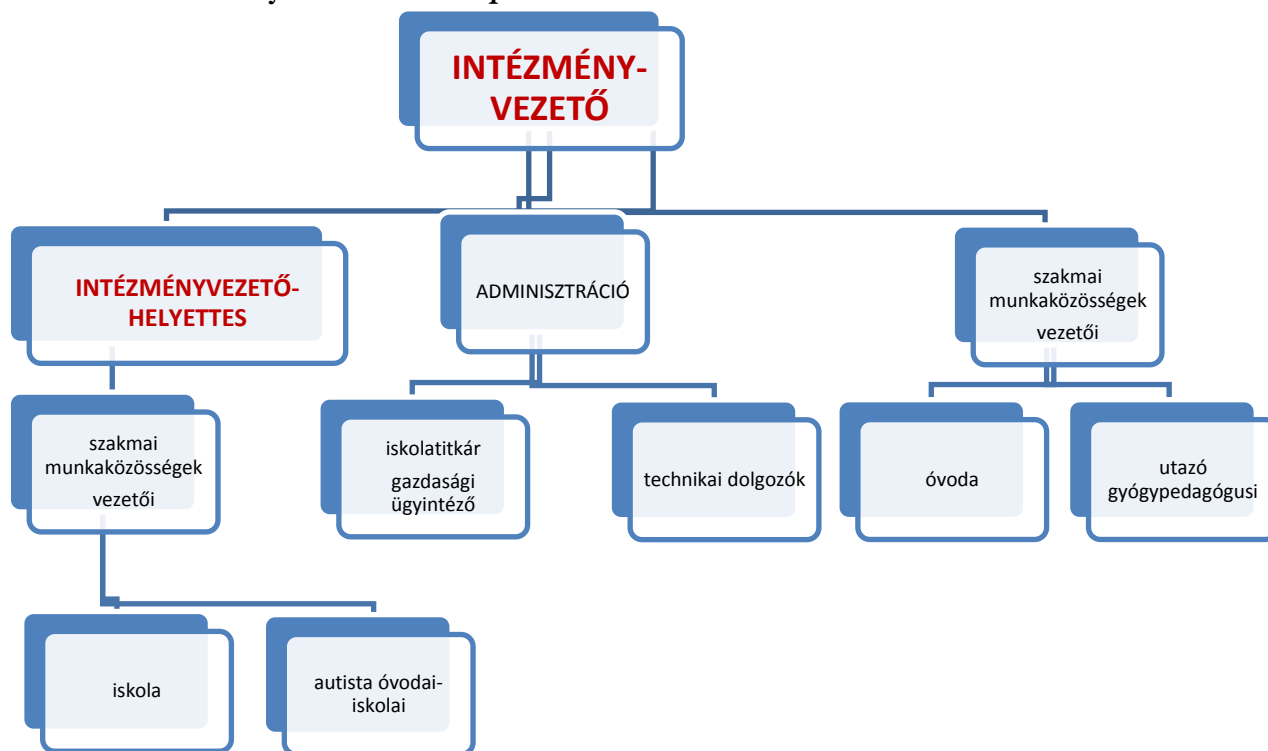 INTÉZMÉNY-
VEZETŐ
INTÉZMÉNYVEZETŐ-
HELYETTES
ADMINISZTRÁCIÓ
szakmai
munkaközösségek
vezetői
szakmai
munkaközösségek
vezetői
iskolatitkár
gazdasági
ügyintéző
technikai dolgozók
óvoda
utazó
gyógypedagógusi
iskola
autista óvodai-
iskolai